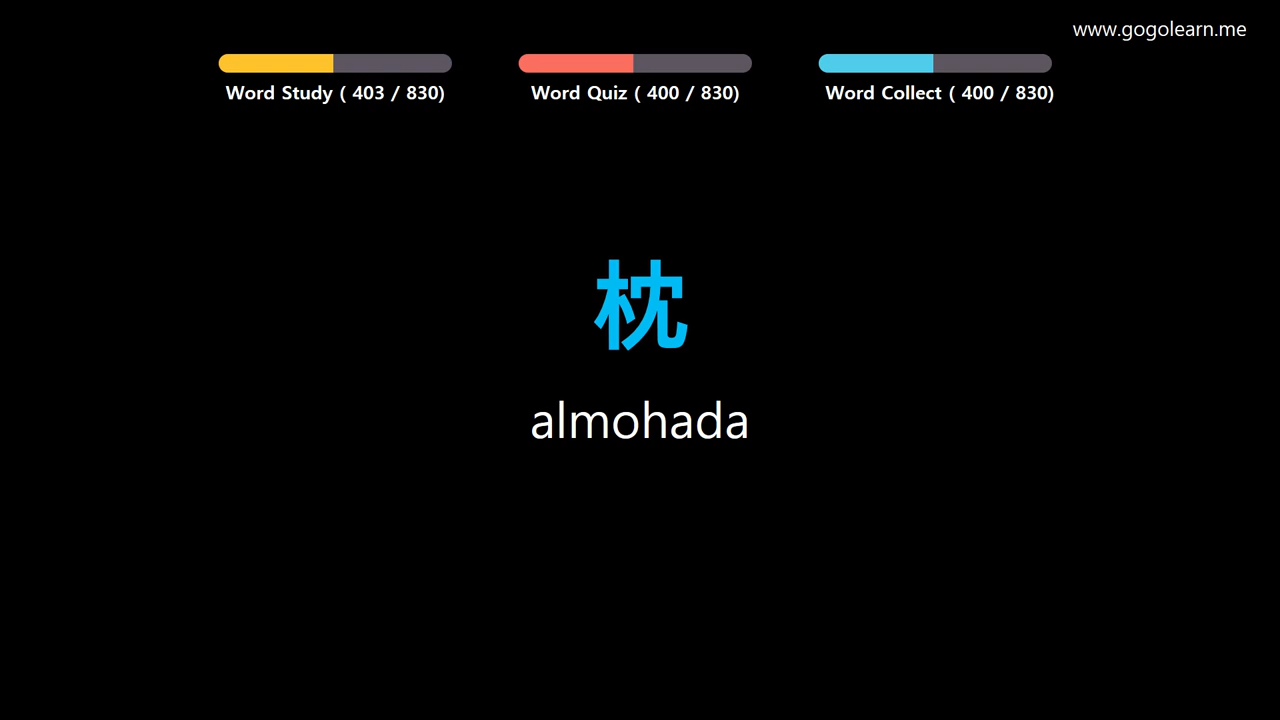 www.gogolearn.me
Word Study ( 403 / 830)
Word Quiz ( 400 / 830)
Word Collect ( 400 / 830)
枕
almohada